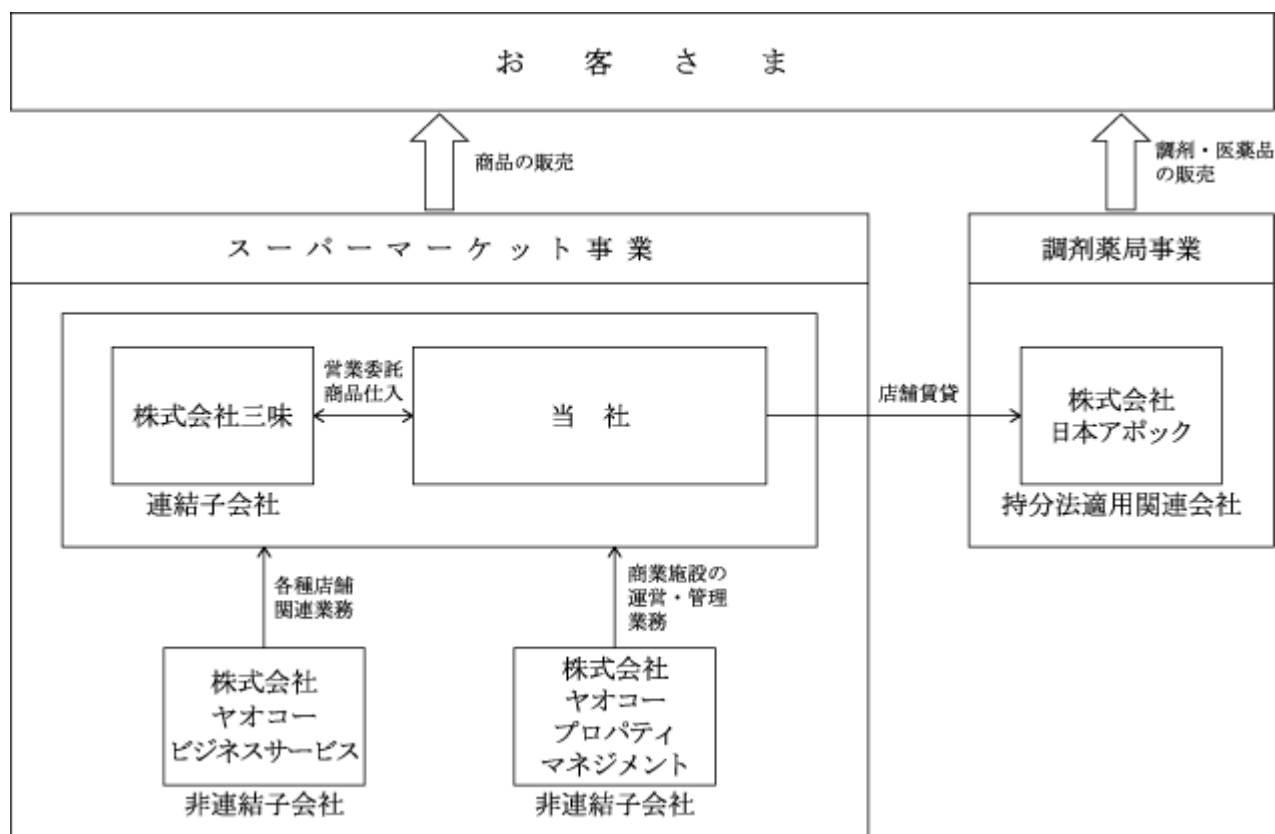 お客さま
商品の販売
調剤・医薬品
の販売
スーパーマーケット事業
調剤薬局事業
株式会社三味
営業委託
商品仕入
当社
店舗賃貸
株式会社
日本アポック
連結子会社
持分法適用関連会社
各種店舗
関連業務
商業施設の
運営・管理
業務
株式会社
ヤオコー
ビジネスサービス
株式会社
ヤオコー
プロパティ
マネジメント
非連結子会社
非連結子会社